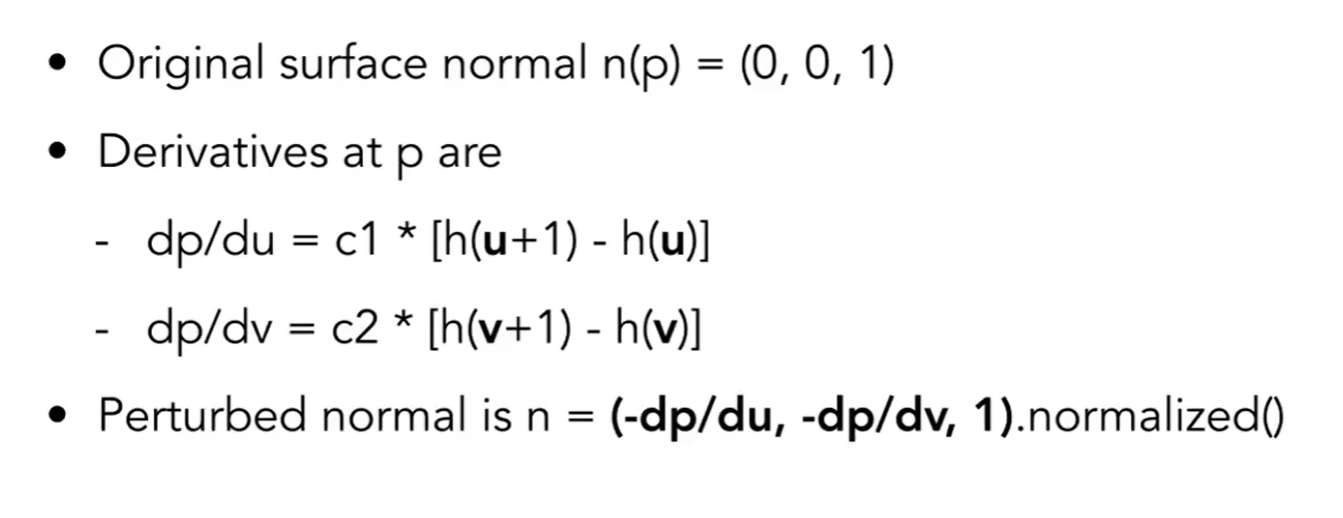 • Original surface normal n(p) = (0, 0, 1)
• Derivatives at p are
- dp/du = c1 * [h(u+1) - h(u)]
- dp/dv = c2 * [h(v+1) - h(v)]
• Perturbed normal is n = (-dp/du, -dp/dv, 1).normalized()